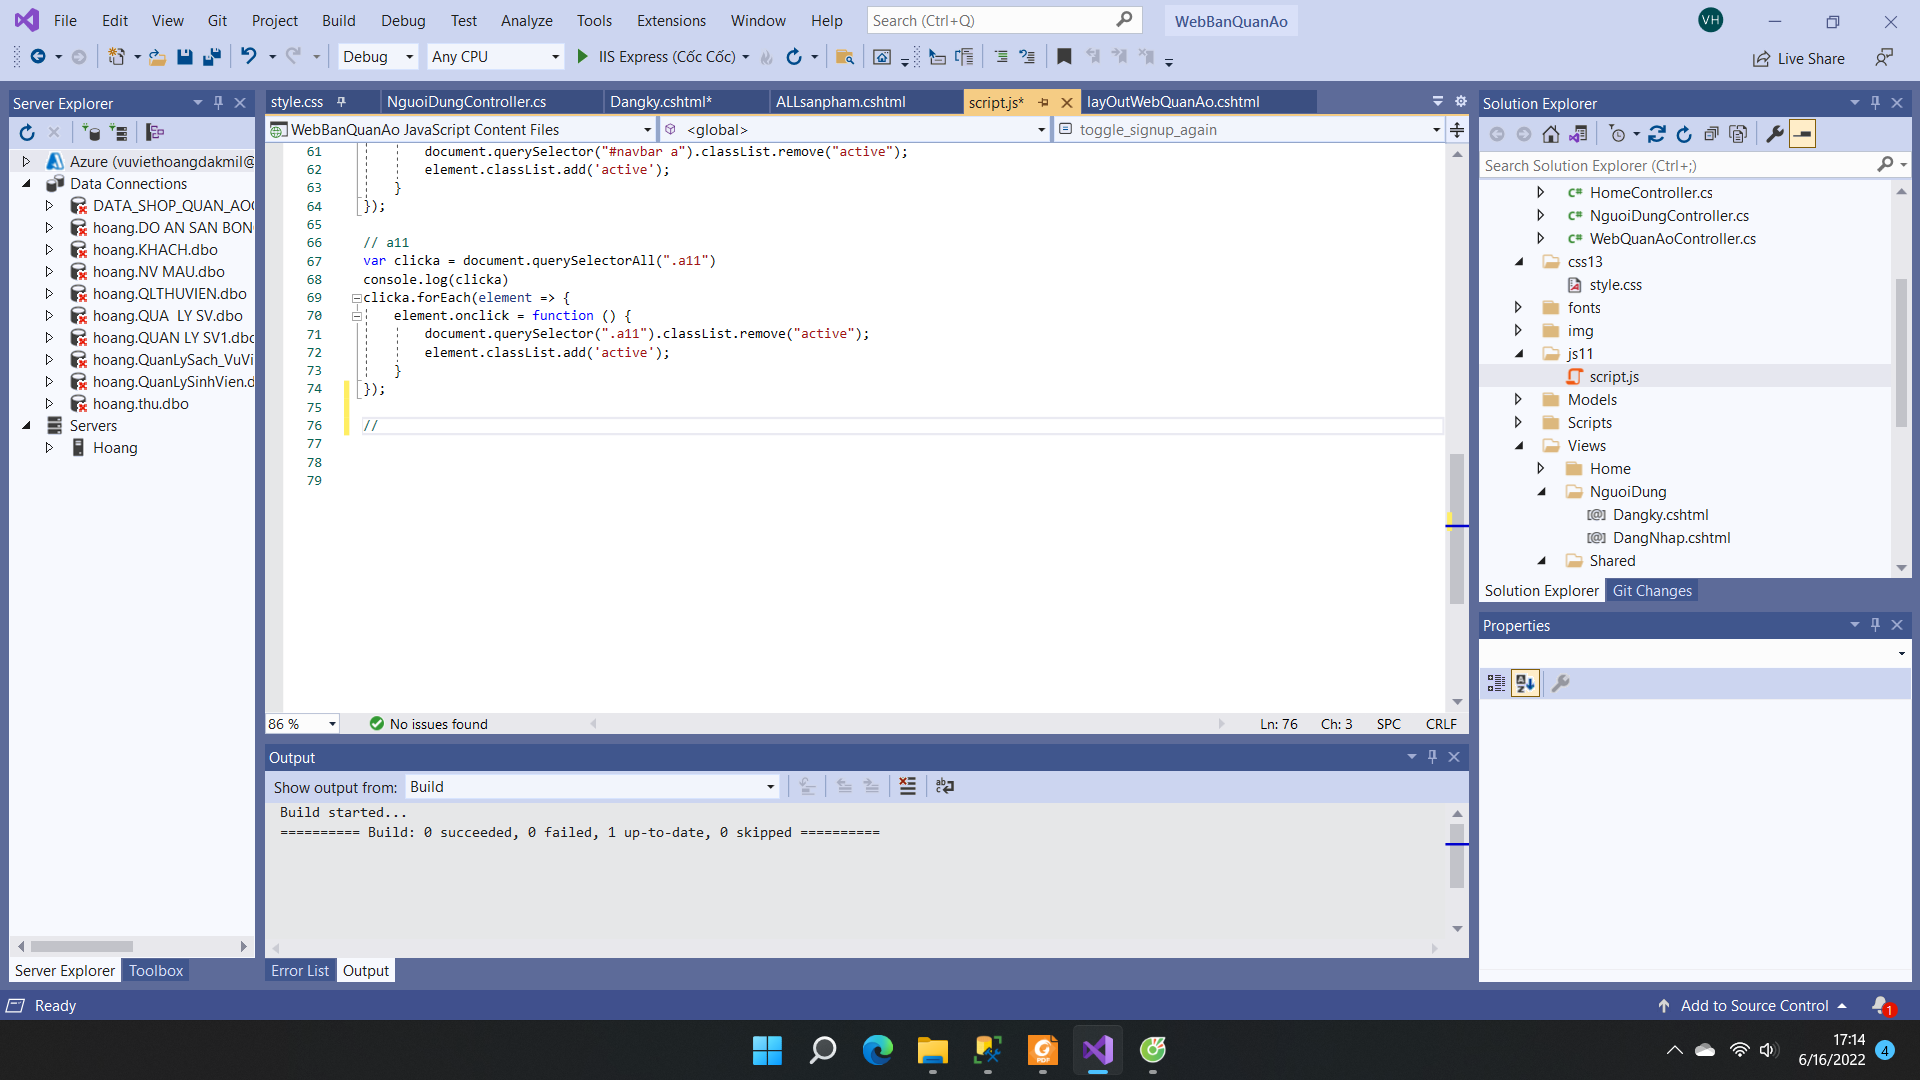 File Edit View Git Project Build Debug Test Analyze Tools Extensions Window Help Search (Ctrl+Q) WebBanQuanAo VH
Debug Any CPU IIS Express (Cốc Cốc) Live Share
Server Explorer
Azure (vuviethoangdakmil@
Data Connections
DATA_SHOP_QUAN_AO
hoang.DO AN SAN BON
hoang.KHACH.dbo
hoang.NV MAU.dbo
hoang.QLTHUVIEN.dbo
hoang.QUA LY SV.dbo
hoang.QUAN LY SV1.dbo
hoang.QuanLySach_VuVi
hoang.QuanLySinhVien.d
hoang.thu.dbo
Servers
Hoang
Server Explorer Toolbox
style.css NguoiDungController.cs Dangky.cshtml* ALLsanpham.cshtml script.js* layOutWebQuanAo.cshtml
WebBanQuanAo JavaScript Content Files <global> toggle_signup_again
61 document.querySelector("#navbar a").classList.remove("active");
62 element.classList.add('active');
63 }
64 });
65
66 // a11
67 var clicka = document.querySelectorAll(".a11")
68 console.log(clicka)
69 clicka.forEach(element => {
70 element.onclick = function () {
71 document.querySelector(".a11").classList.remove("active");
72 element.classList.add('active');
73 }
74 });
75
76 //
77
78
79
86 % No issues found Ln: 76 Ch: 3 SPC CRLF
Output
Show output from: Build
Build started...
========== Build: 0 succeeded, 0 failed, 1 up-to-date, 0 skipped ==========
Error List Output
Solution Explorer
Search Solution Explorer (Ctrl+;)
C# HomeController.cs
C# NguoiDungController.cs
C# WebQuanAoController.cs
css13
style.css
fonts
img
js11
script.js
Models
Scripts
Views
Home
NguoiDung
[@] Dangky.cshtml
[@] DangNhap.cshtml
Shared
Solution Explorer Git Changes
Properties
Ready Add to Source Control 1
PDF
17:14
6/16/2022 4